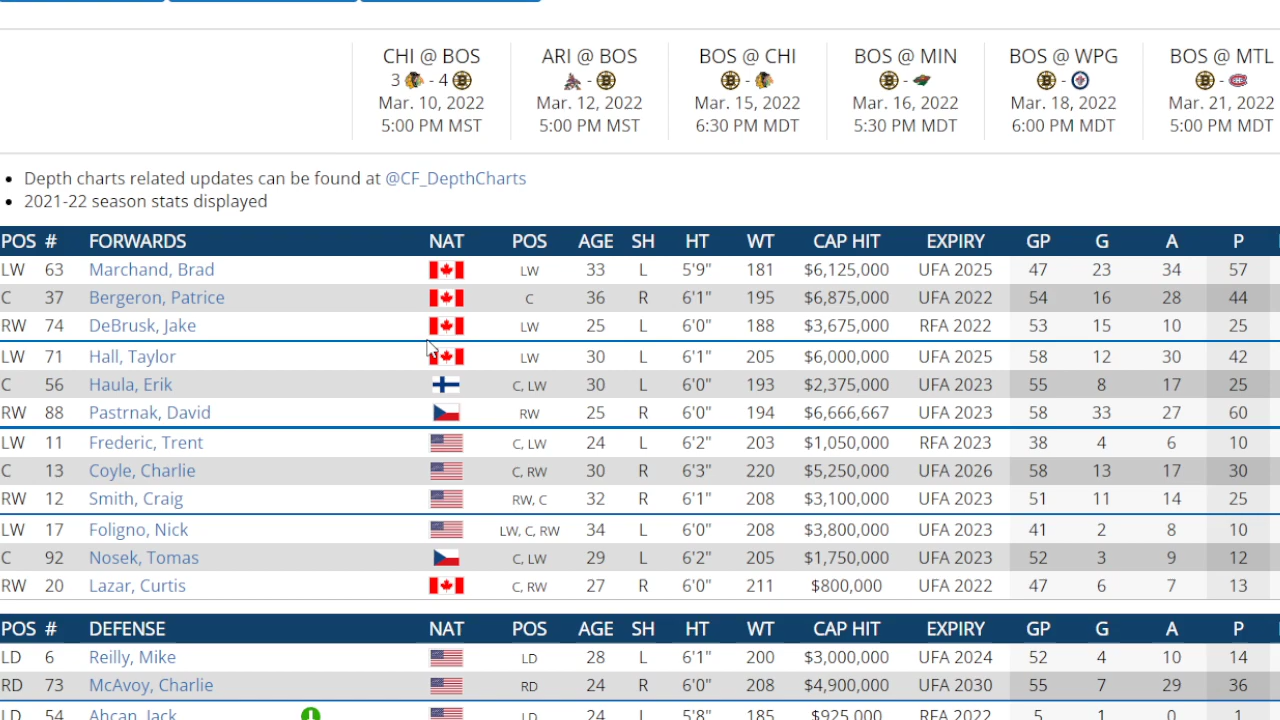 CHI @ BOS ARI @ BOS BOS @ CHI BOS @ MIN BOS @ WPG BOS @ MTL
3 - 4 - - - - -
Mar. 10, 2022 Mar. 12, 2022 Mar. 15, 2022 Mar. 16, 2022 Mar. 18, 2022 Mar. 21, 2022
5:00 PM MST 5:00 PM MST 6:30 PM MDT 5:30 PM MDT 6:00 PM MDT 5:00 PM MDT
• Depth charts related updates can be found at @CF_DepthCharts
• 2021-22 season stats displayed
POS # FORWARDS NAT POS AGE SH HT WT CAP HIT EXPIRY GP G A P
LW 63 Marchand, Brad LW 33 L 5'9" 181 $6,125,000 UFA 2025 47 23 34 57
C 37 Bergeron, Patrice C 36 R 6'1" 195 $6,875,000 UFA 2022 54 16 28 44
RW 74 DeBrusk, Jake LW 25 L 6'0" 188 $3,675,000 RFA 2022 53 15 10 25
LW 71 Hall, Taylor LW 30 L 6'1" 205 $6,000,000 UFA 2025 58 12 30 42
C 56 Haula, Erik C, LW 30 L 6'0" 193 $2,375,000 UFA 2023 55 8 17 25
RW 88 Pastrnak, David RW 25 R 6'0" 194 $6,666,667 UFA 2023 58 33 27 60
LW 11 Frederic, Trent C, LW 24 L 6'2" 203 $1,050,000 RFA 2023 38 4 6 10
C 13 Coyle, Charlie C, RW 30 R 6'3" 220 $5,250,000 UFA 2026 58 13 17 30
RW 12 Smith, Craig RW, C 32 R 6'1" 208 $3,100,000 UFA 2023 51 11 14 25
LW 17 Foligno, Nick LW, C, RW 34 L 6'0" 208 $3,800,000 UFA 2023 41 2 8 10
C 92 Nosek, Tomas C, LW 29 L 6'2" 205 $1,750,000 UFA 2023 52 3 9 12
RW 20 Lazar, Curtis C, RW 27 R 6'0" 211 $800,000 UFA 2022 47 6 7 13
POS # DEFENSE NAT POS AGE SH HT WT CAP HIT EXPIRY GP G A P
LD 6 Reilly, Mike LD 28 L 6'1" 200 $3,000,000 UFA 2024 52 4 10 14
RD 73 McAvoy, Charlie RD 24 R 6'0" 208 $4,900,000 UFA 2030 55 7 29 36
LD 54 Ahcan, Jack LD 24 L 5'8" 185 $925,000 RFA 2022 5 1 0 1